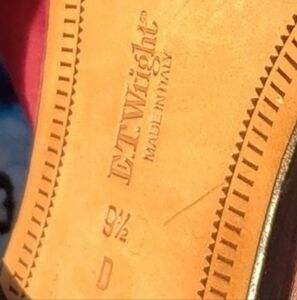 E.T. Wright®
MADE IN ITALY
9½
D